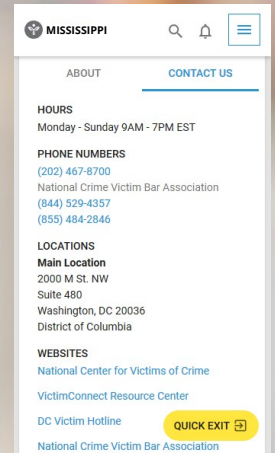 MISSISSIPPI
ABOUT
CONTACT US
HOURS
Monday - Sunday 9AM - 7PM EST
PHONE NUMBERS
(202) 467-8700
National Crime Victim Bar Association
(844) 529-4357
(855) 484-2846
LOCATIONS
Main Location
2000 M St. NW
Suite 480
Washington, DC 20036
District of Columbia
WEBSITES
National Center for Victims of Crime
VictimConnect Resource Center
DC Victim Hotline
QUICK EXIT
National Crime Victim Bar Association